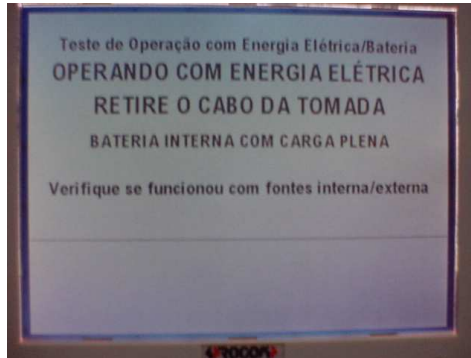 Teste de Operação com Energia Elétrica/Bateria
OPERANDO COM ENERGIA ELÉTRICA
RETIRE O CABO DA TOMADA
BATERIA INTERNA COM CARGA PLENA
Verifique se funcionou com fontes interna/externa